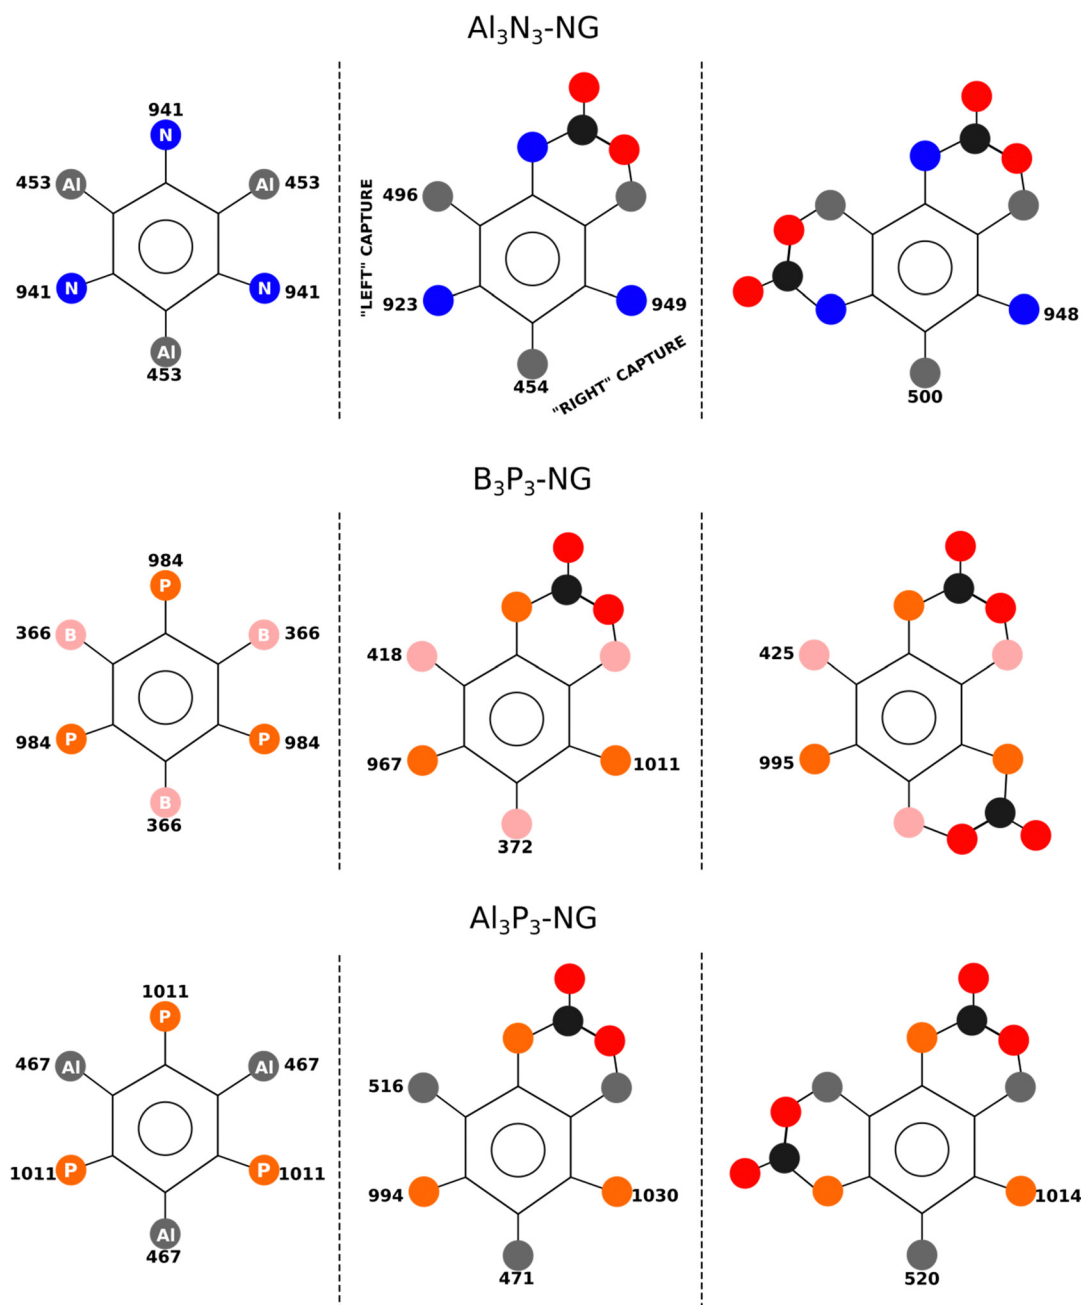 Al₃N₃-NG
941
N
453 Al Al 453
941 N N 941
Al
453
"LEFT" CAPTURE
496
923 949
454
"RIGHT" CAPTURE
948
500
B₃P₃-NG
984
P
366 B B 366
984 P P 984
B
366
418
967 1011
372
425
995
Al₃P₃-NG
1011
P
467 Al Al 467
1011 P P 1011
Al
467
516
994 1030
471
1014
520